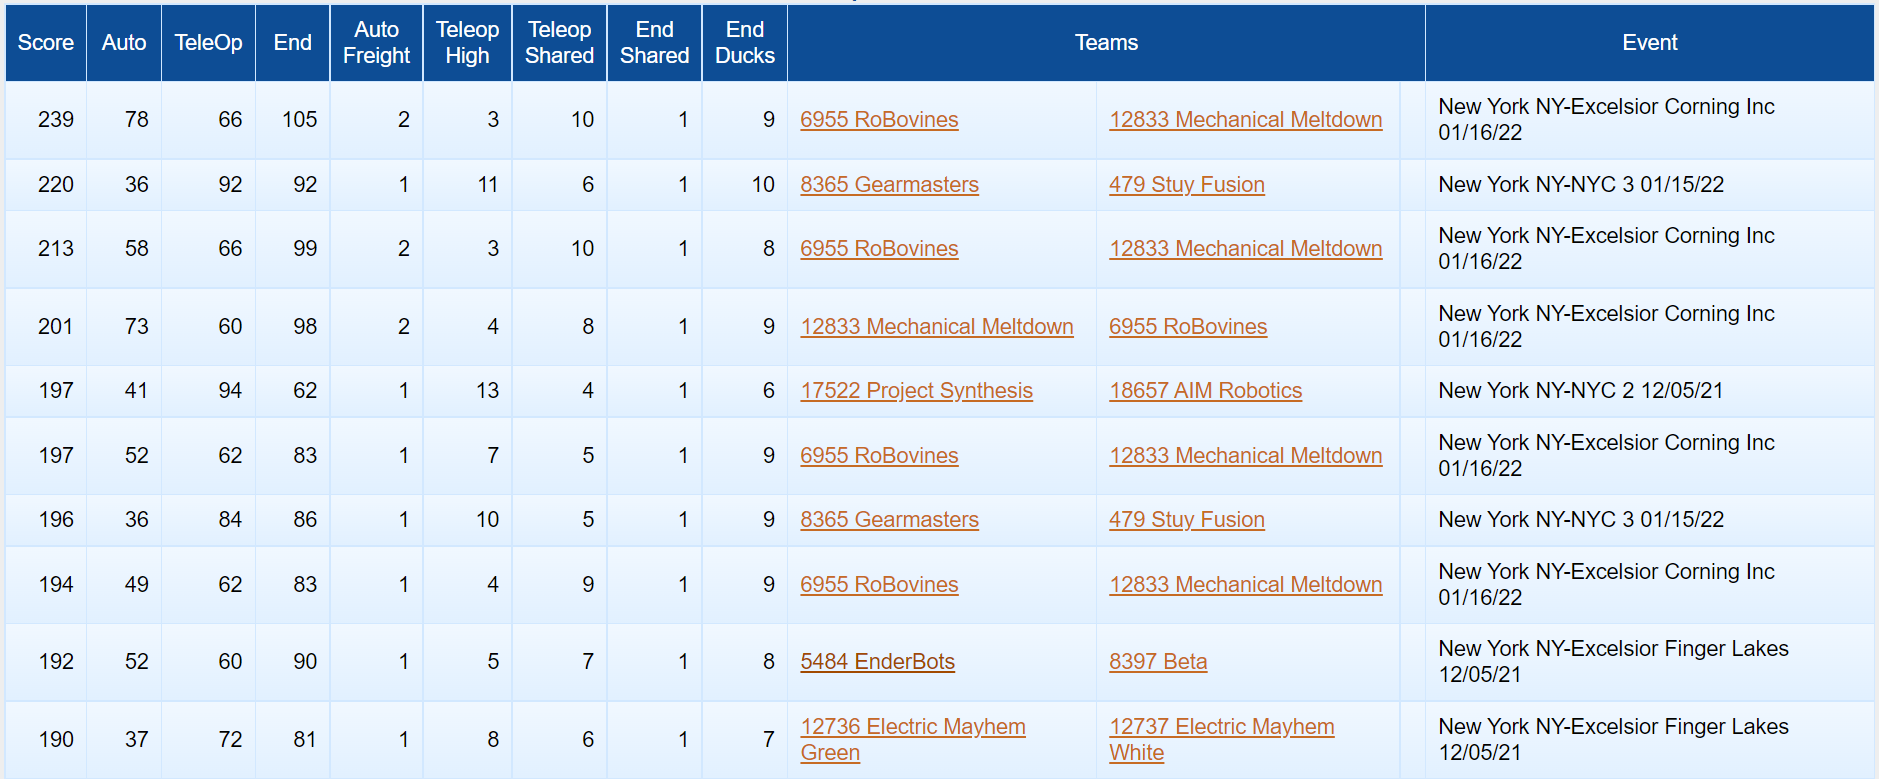 Score Auto TeleOp End Auto Freight Teleop High Teleop Shared End Shared End Ducks Teams Event
239 78 66 105 2 3 10 1 9 6955 RoBovines 12833 Mechanical Meltdown New York NY-Excelsior Corning Inc 01/16/22
220 36 92 92 1 11 6 1 10 8365 Gearmasters 479 Stuy Fusion New York NY-NYC 3 01/15/22
213 58 66 99 2 3 10 1 8 6955 RoBovines 12833 Mechanical Meltdown New York NY-Excelsior Corning Inc 01/16/22
201 73 60 98 2 4 8 1 9 12833 Mechanical Meltdown 6955 RoBovines New York NY-Excelsior Corning Inc 01/16/22
197 41 94 62 1 13 4 1 6 17522 Project Synthesis 18657 AIM Robotics New York NY-NYC 2 12/05/21
197 52 62 83 1 7 5 1 9 6955 RoBovines 12833 Mechanical Meltdown New York NY-Excelsior Corning Inc 01/16/22
196 36 84 86 1 10 5 1 9 8365 Gearmasters 479 Stuy Fusion New York NY-NYC 3 01/15/22
194 49 62 83 1 4 9 1 9 6955 RoBovines 12833 Mechanical Meltdown New York NY-Excelsior Corning Inc 01/16/22
192 52 60 90 1 5 7 1 8 5484 EnderBots 8397 Beta New York NY-Excelsior Finger Lakes 12/05/21
190 37 72 81 1 8 6 1 7 12736 Electric Mayhem Green 12737 Electric Mayhem White New York NY-Excelsior Finger Lakes 12/05/21